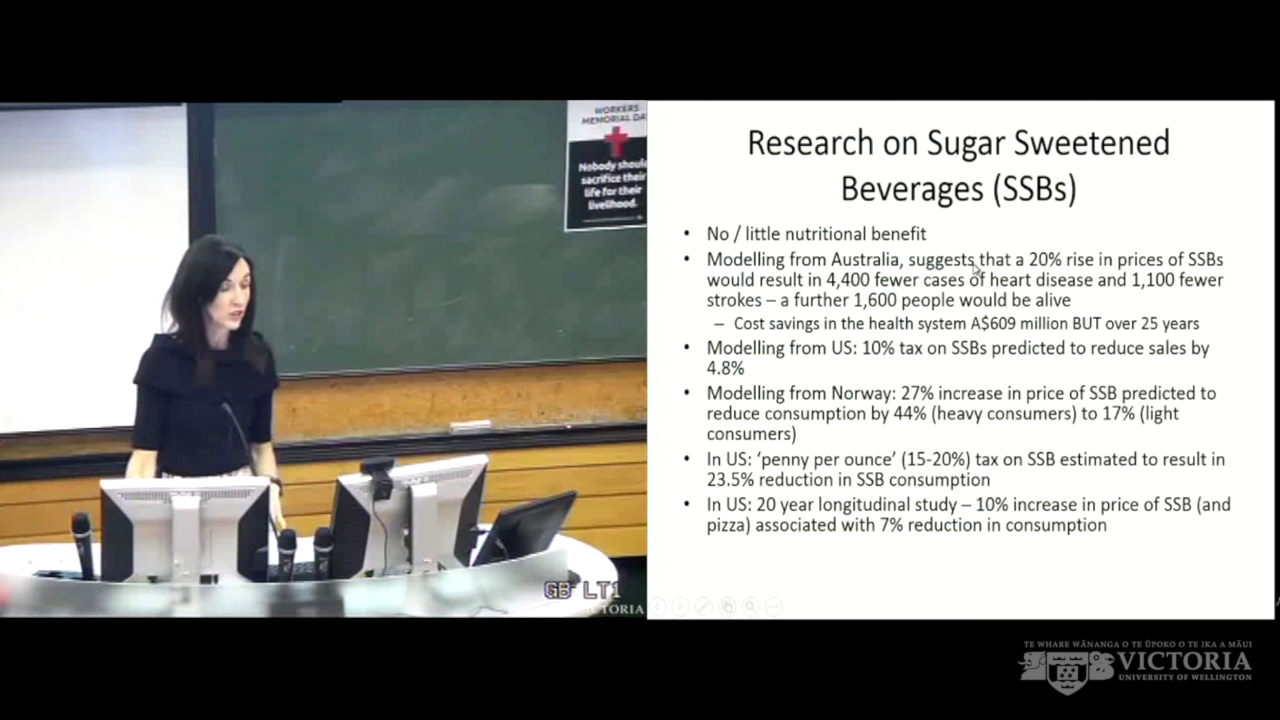 WORKERS
MEMORIAL DA
Nobody shoul
sacrifice their
life for their
livelihood.
GB LT1
Research on Sugar Sweetened
Beverages (SSBs)
• No / little nutritional benefit
• Modelling from Australia, suggests that a 20% rise in prices of SSBs
would result in 4,400 fewer cases of heart disease and 1,100 fewer
strokes – a further 1,600 people would be alive
– Cost savings in the health system A$609 million BUT over 25 years
• Modelling from US: 10% tax on SSBs predicted to reduce sales by
4.8%
• Modelling from Norway: 27% increase in price of SSB predicted to
reduce consumption by 44% (heavy consumers) to 17% (light
consumers)
• In US: ‘penny per ounce’ (15-20%) tax on SSB estimated to result in
23.5% reduction in SSB consumption
• In US: 20 year longitudinal study – 10% increase in price of SSB (and
pizza) associated with 7% reduction in consumption
TE WHARE WĀNANGA O TE ŪPOKO O TE IKA A MĀUI
VICTORIA
UNIVERSITY OF WELLINGTON